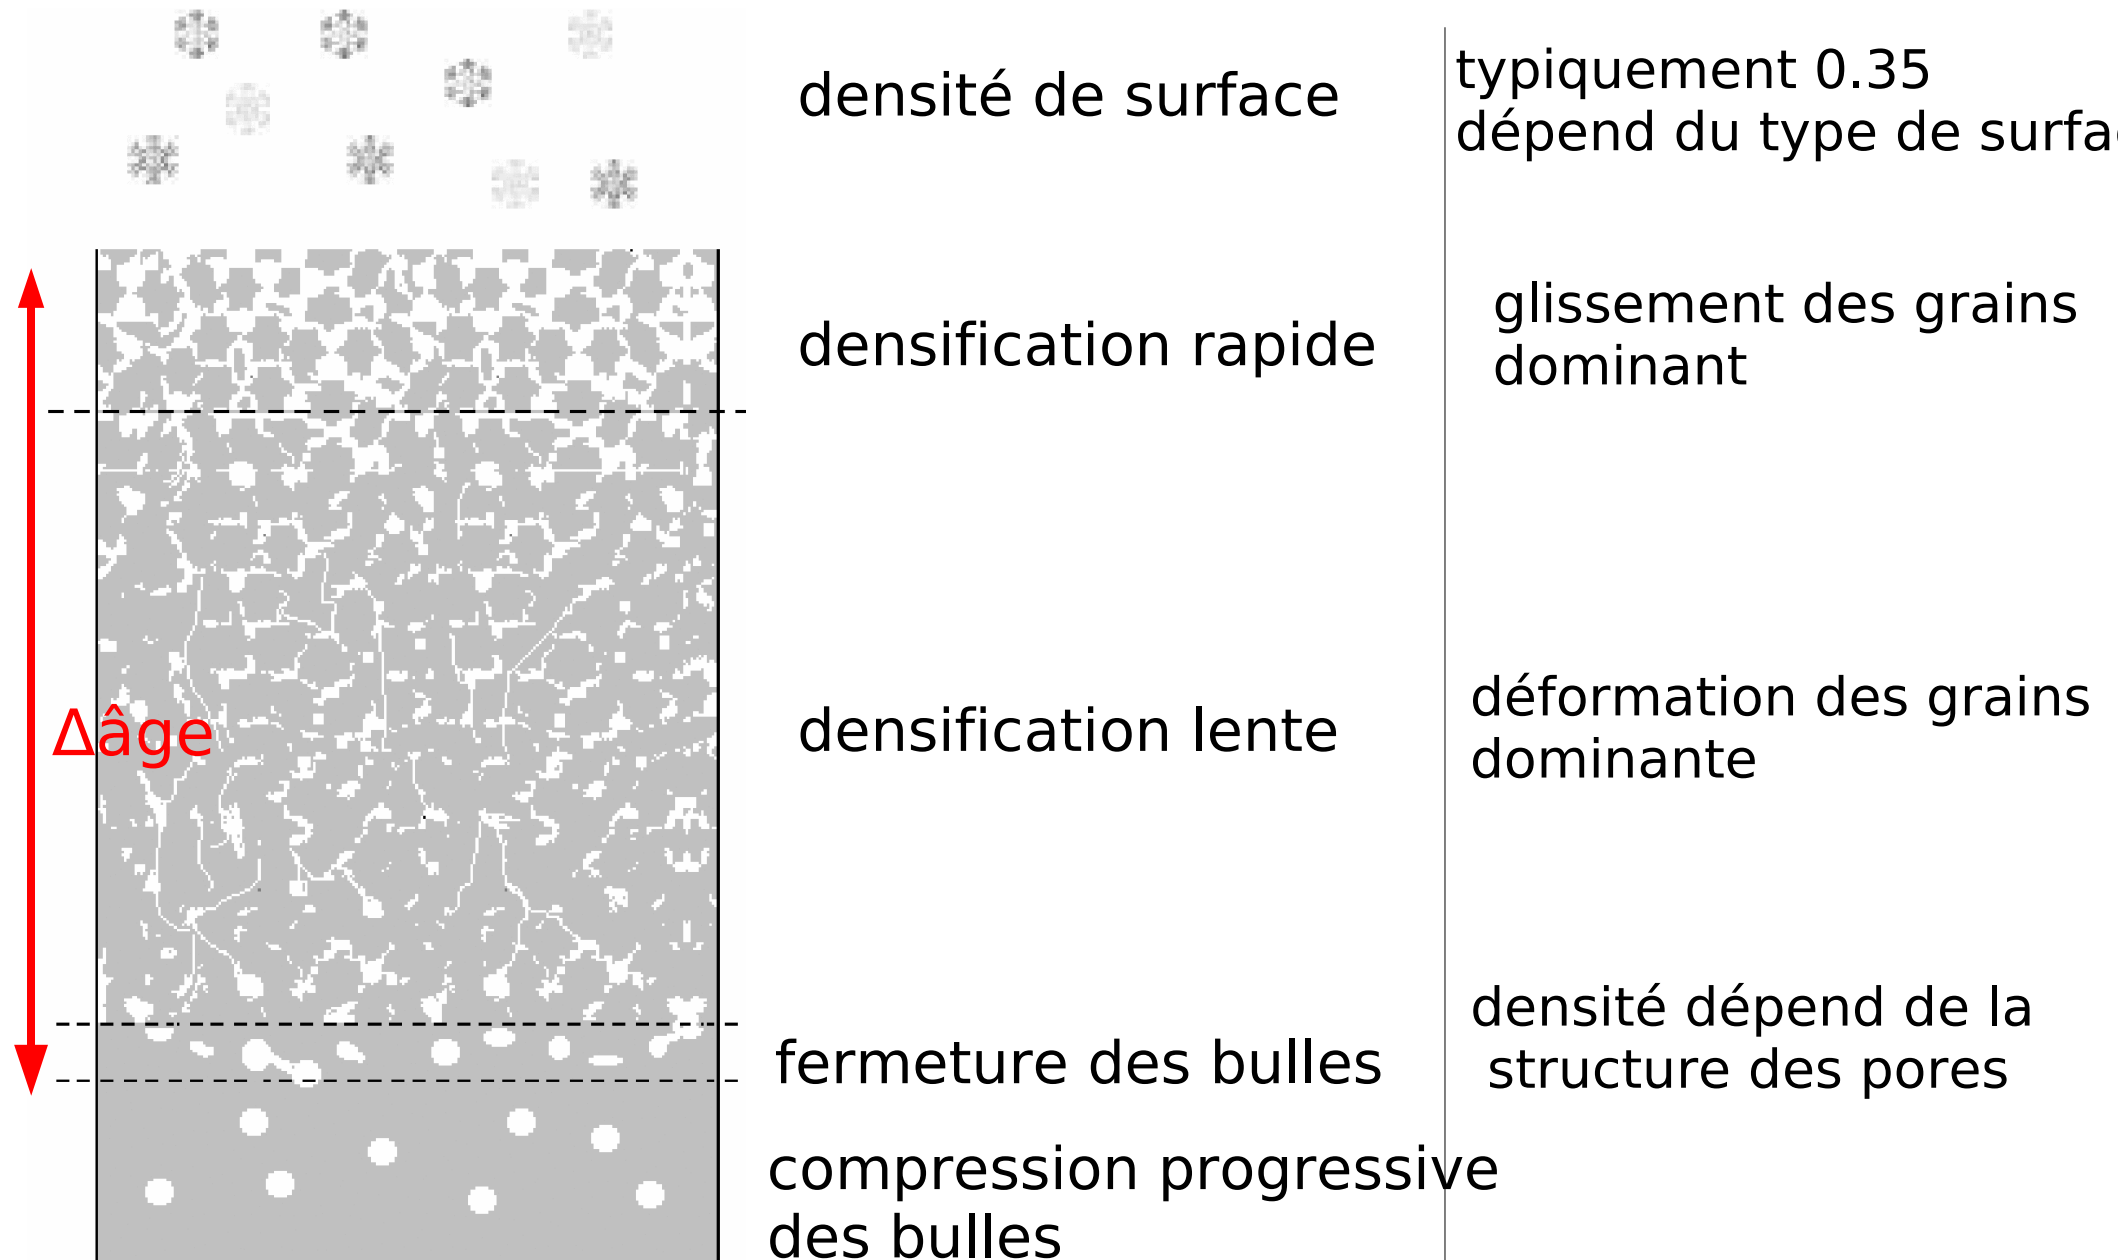 densité de surface
typiquement 0.35
dépend du type de
densification rapide
glissement des grains
dominant
Δâge
densification lente
déformation des grains
dominante
fermeture des bulles
densité dépend de la
structure des pores
compression progressive
des bulles